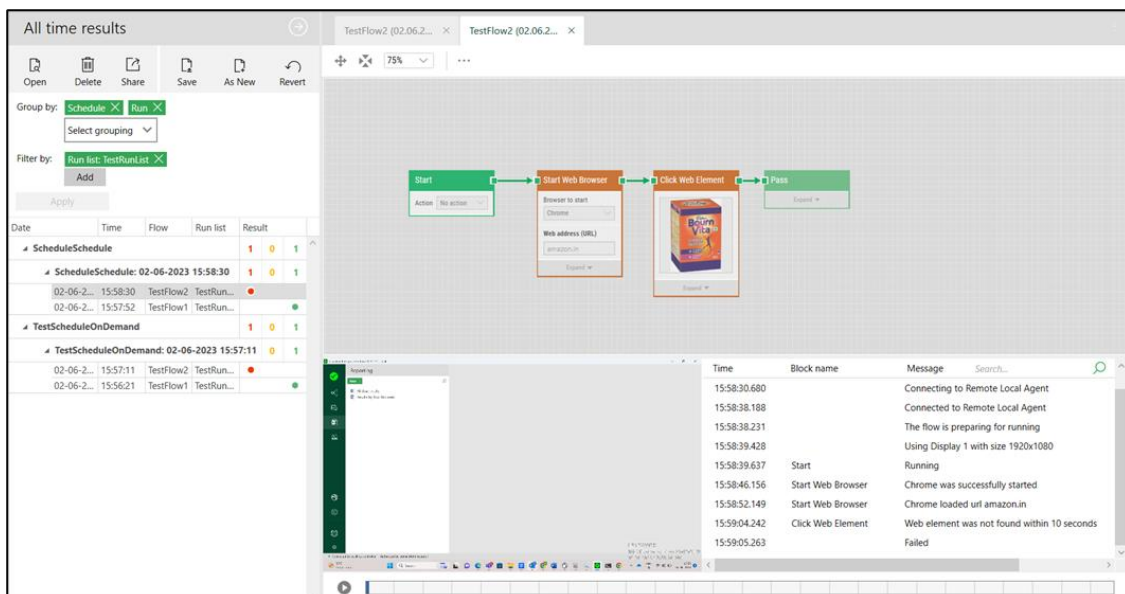 All time results
Open Delete Share Save As New Revert
Group by: Schedule Run
Select grouping
Filter by: Run list: TestRunList
Add
Apply
Date Time Flow Run list Result
ScheduleSchedule 1 0 1
ScheduleSchedule: 02-06-2023 15:58:30 1 0 1
02-06-2... 15:58:30 TestFlow2 TestRun...
02-06-2... 15:57:52 TestFlow1 TestRun...
TestScheduleOnDemand 1 0 1
TestScheduleOnDemand: 02-06-2023 15:57:11 0 1
02-06-2... 15:57:11 TestFlow2 TestRun...
02-06-2... 15:56:21 TestFlow1 TestRun...
TestFlow2 (02.06.2... TestFlow2 (02.06.2...
75%
Start
Action No action
Start Web Browser
Browser to start
Chrome
Web address (URL)
amazon.in
Expand
Click Web Element
Bourn
Vita
Expand
Pass
Expand
Reporting
Time Block name Message Search...
15:58:30.680 Connecting to Remote Local Agent
15:58:38.188 Connected to Remote Local Agent
15:58:38.231 The flow is preparing for running
15:58:39.428 Using Display 1 with size 1920x1080
15:58:39.637 Start Running
15:58:46.156 Start Web Browser Chrome was successfully started
15:58:52.149 Start Web Browser Chrome loaded url amazon.in
15:59:04.242 Click Web Element Web element was not found within 10 seconds
15:59:05.263 Failed